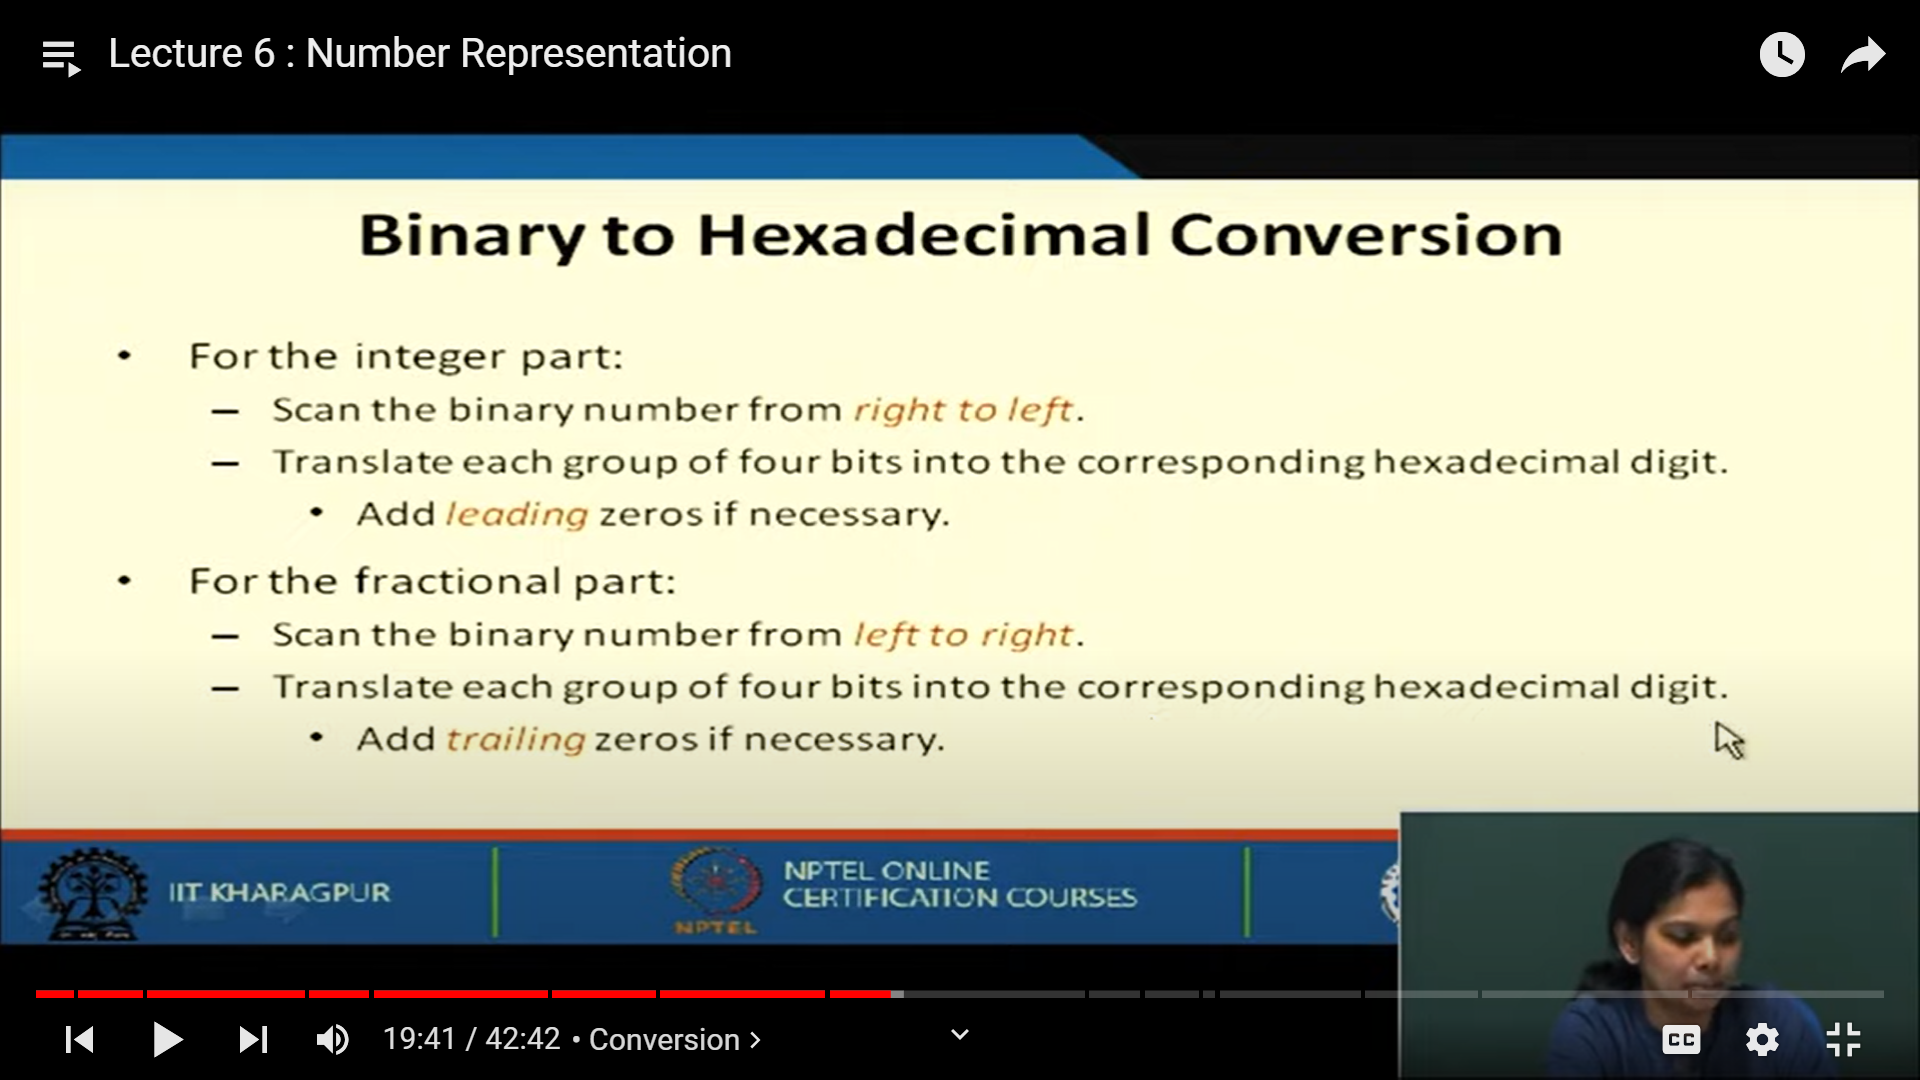 Lecture 6 : Number Representation
Binary to Hexadecimal Conversion
• For the integer part:
– Scan the binary number from right to left.
– Translate each group of four bits into the corresponding hexadecimal digit.
• Add leading zeros if necessary.
• For the fractional part:
– Scan the binary number from left to right.
– Translate each group of four bits into the corresponding hexadecimal digit.
• Add trailing zeros if necessary.
IIT KHARAGPUR
NPTEL ONLINE
CERTIFICATION COURSES
NPTEL
19:41 / 42:42 • Conversion >
CC